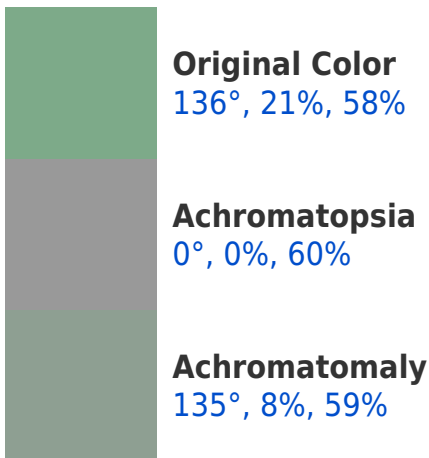 Original Color
136°, 21%, 58%
Achromatopsia
0°, 0%, 60%
Achromatomaly
135°, 8%, 59%